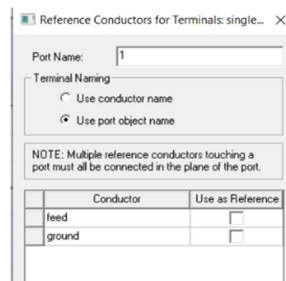 Reference Conductors for Terminals: single...
Port Name: 1
Terminal Naming
Use conductor name
Use port object name
NOTE: Multiple reference conductors touching a
port must all be connected in the plane of the port.
Conductor Use as Reference
feed
ground